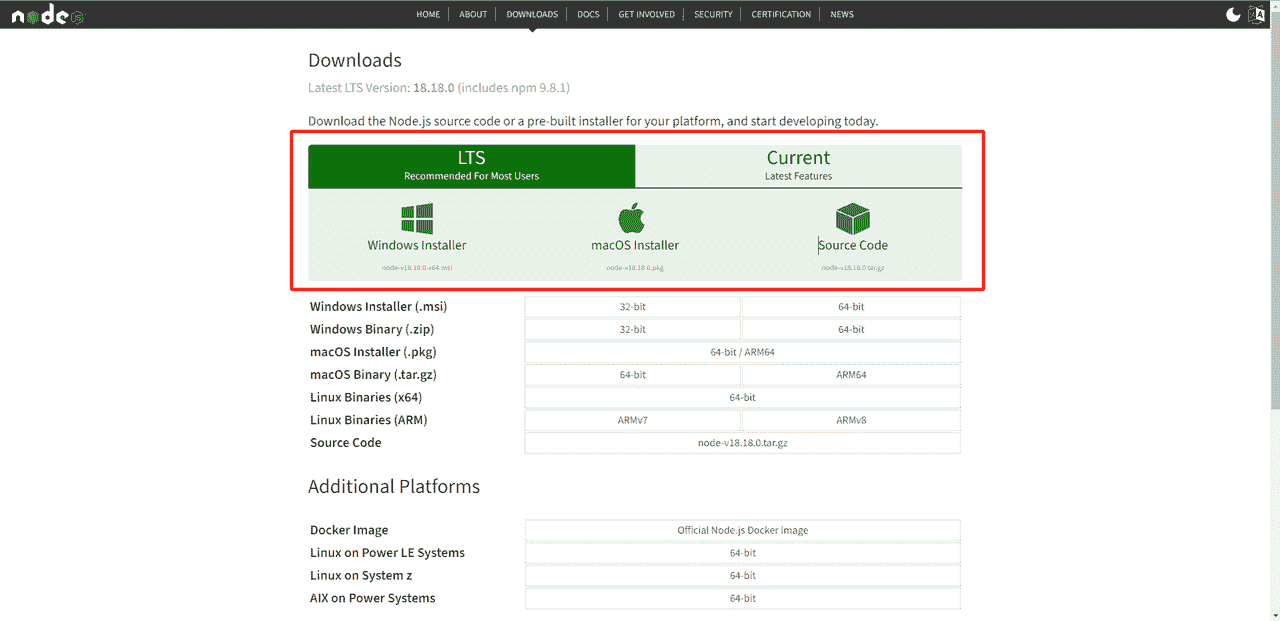 node
HOME ABOUT DOWNLOADS DOCS GET INVOLVED SECURITY CERTIFICATION NEWS
Downloads
Latest LTS Version: 18.18.0 (includes npm 9.8.1)
Download the Node.js source code or a pre-built installer for your platform, and start developing today.
LTS
Recommended For Most Users
Current
Latest Features
Windows Installer
node-v18.18.0-x64.msi
macOS Installer
node-v18.18.0.pkg
Source Code
node-v18.18.0.tar.gz
Windows Installer (.msi) 32-bit 64-bit
Windows Binary (.zip) 32-bit 64-bit
macOS Installer (.pkg) 64-bit / ARM64
macOS Binary (.tar.gz) 64-bit ARM64
Linux Binaries (x64) 64-bit
Linux Binaries (ARM) ARMv7 ARMv8
Source Code node-v18.18.0.tar.gz
Additional Platforms
Docker Image Official Node.js Docker Image
Linux on Power LE Systems 64-bit
Linux on System z 64-bit
AIX on Power Systems 64-bit